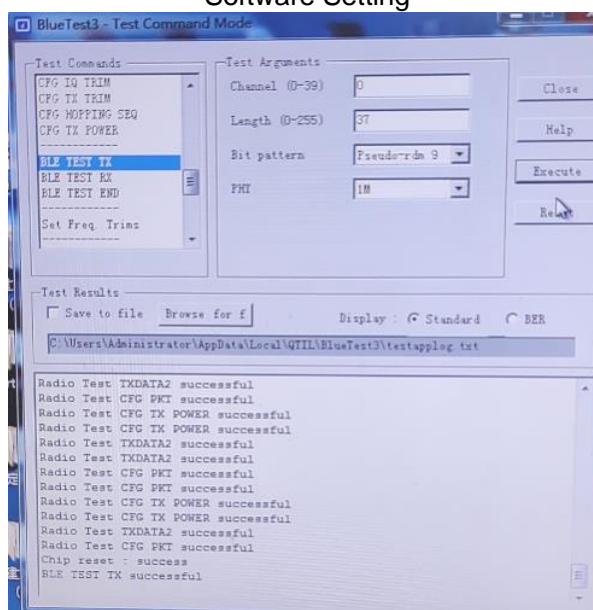 Software Setting
BlueTest3 - Test Command Mode
Test Commands
CFG IQ TRIM
CFG TX TRIM
CFG HOPPING SEQ
CFG TX POWER
------------
BLE TEST TX
BLE TEST RX
BLE TEST END
------------
Set Freq. Trims
------------
Test Arguments
Channel (0-39) 0
Length (0-255) 37
Bit pattern Pseudo-rdm 9
PHY 1M
Close
Help
Execute
Reset
Test Results
Save to file Browse for f Display : Standard BER
C:\Users\Administrator\AppData\Local\QTIL\BlueTest3\testapplog.txt
Radio Test TXDATA2 successful
Radio Test CFG PKT successful
Radio Test CFG TX POWER successful
Radio Test CFG TX POWER successful
Radio Test TXDATA2 successful
Radio Test TXDATA2 successful
Radio Test CFG PKT successful
Radio Test CFG PKT successful
Radio Test CFG TX POWER successful
Radio Test CFG TX POWER successful
Radio Test TXDATA2 successful
Radio Test CFG PKT successful
Chip reset : success
BLE TEST TX successful